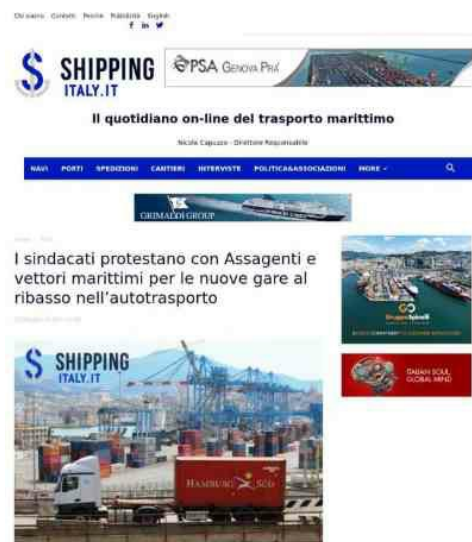 Chi siamo Contatti Privacy Pubblicità English
SHIPPING
ITALY.IT
PSA GENOVA PRA'
Il quotidiano on-line del trasporto marittimo
Nicola Capuzzo - Direttore Responsabile
NAVI PORTI SPEDIZIONI CANTIERI INTERVISTE POLITICA&ASSOCIAZIONI MORE
GRIMALDI GROUP
I sindacati protestano con Assagenti e
vettori marittimi per le nuove gare al
ribasso nell’autotrasporto
GruppoSpinelli
ITALIAN SOUL,
GLOBAL MIND
SHIPPING
ITALY.IT
HAMBURG SÜD